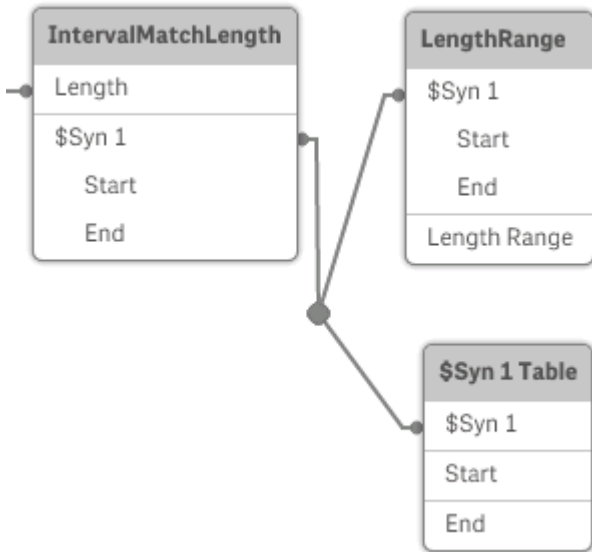 IntervalMatchLength
Length
$Syn 1
Start
End
LengthRange
$Syn 1
Start
End
Length Range
$Syn 1 Table
$Syn 1
Start
End